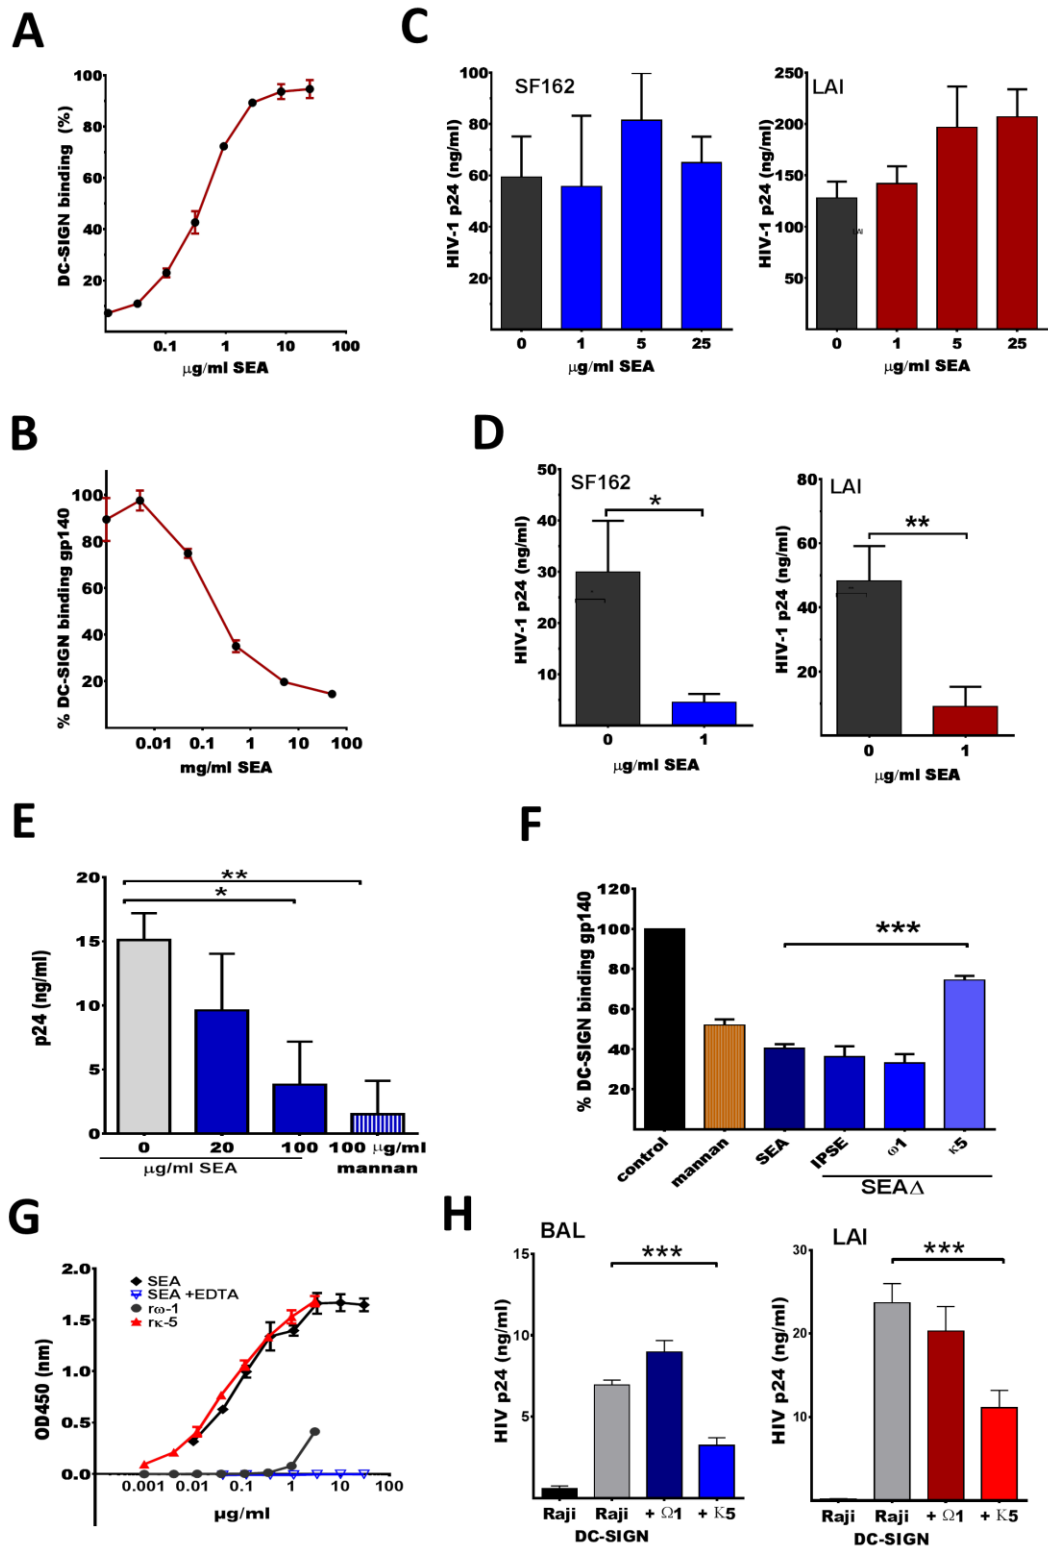 A
DC-SIGN binding (%)
100
80
60
40
20
0.1 1 10 100
μg/ml SEA
C
HIV-1 p24 (ng/ml)
SF162
100
80
60
40
20
0 1 5 25
μg/ml SEA
HIV-1 p24 (ng/ml)
LAI
250
200
150
100
50
LAI
0 1 5 25
μg/ml SEA
B
% DC-SIGN binding gp140
100
80
60
40
20
0.01 0.1 1 10 100
mg/ml SEA
D
HIV-1 p24 (ng/ml)
SF162
*
50
40
30
20
10
0 1
μg/ml SEA
HIV-1 p24 (ng/ml)
LAI
**
80
60
40
20
0 1
μg/ml SEA
E
p24 (ng/ml)
**
*
20
15
10
5
0
0 20 100 100 μg/ml
μg/ml SEA mannan
F
% DC-SIGN binding gp140
***
120
100
80
60
40
20
control mannan SEA IPSE ω1 κ5
SEAΔ
G
OD450 (nm)
SEA
SEA +EDTA
rω-1
rκ-5
2.0
1.5
1.0
0.5
0.0
0.001 0.01 0.1 1 10 100
μg/ml
H
HIV p24 (ng/ml)
BAL
***
15
10
5
Raji Raji + Ω1 + K5
DC-SIGN
HIV p24 (ng/ml)
LAI
***
30
20
10
Raji Raji + Ω1 + K5
DC-SIGN